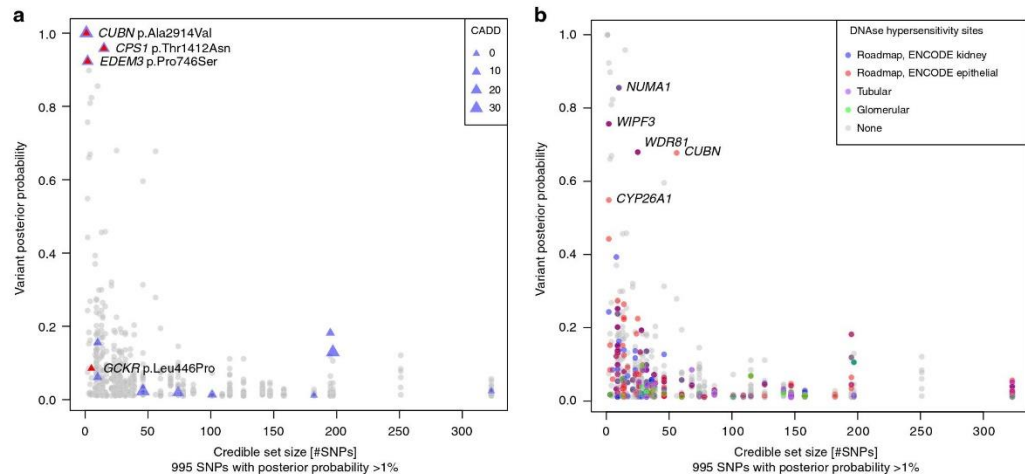 a
CUBN p.Ala2914Val
CPS1 p.Thr1412Asn
EDEM3 p.Pro746Ser
GCKR p.Leu446Pro
CADD
0
10
20
30
Variant posterior probability
1.0
0.8
0.6
0.4
0.2
0.0
0 50 100 150 200 250 300
Credible set size [#SNPs]
995 SNPs with posterior probability >1%
b
DNAse hypersensitivity sites
Roadmap, ENCODE kidney
Roadmap, ENCODE epithelial
Tubular
Glomerular
None
NUMA1
WIPF3
WDR81
CUBN
CYP26A1
Variant posterior probability
1.0
0.8
0.6
0.4
0.2
0.0
0 50 100 150 200 250 300
Credible set size [#SNPs]
995 SNPs with posterior probability >1%